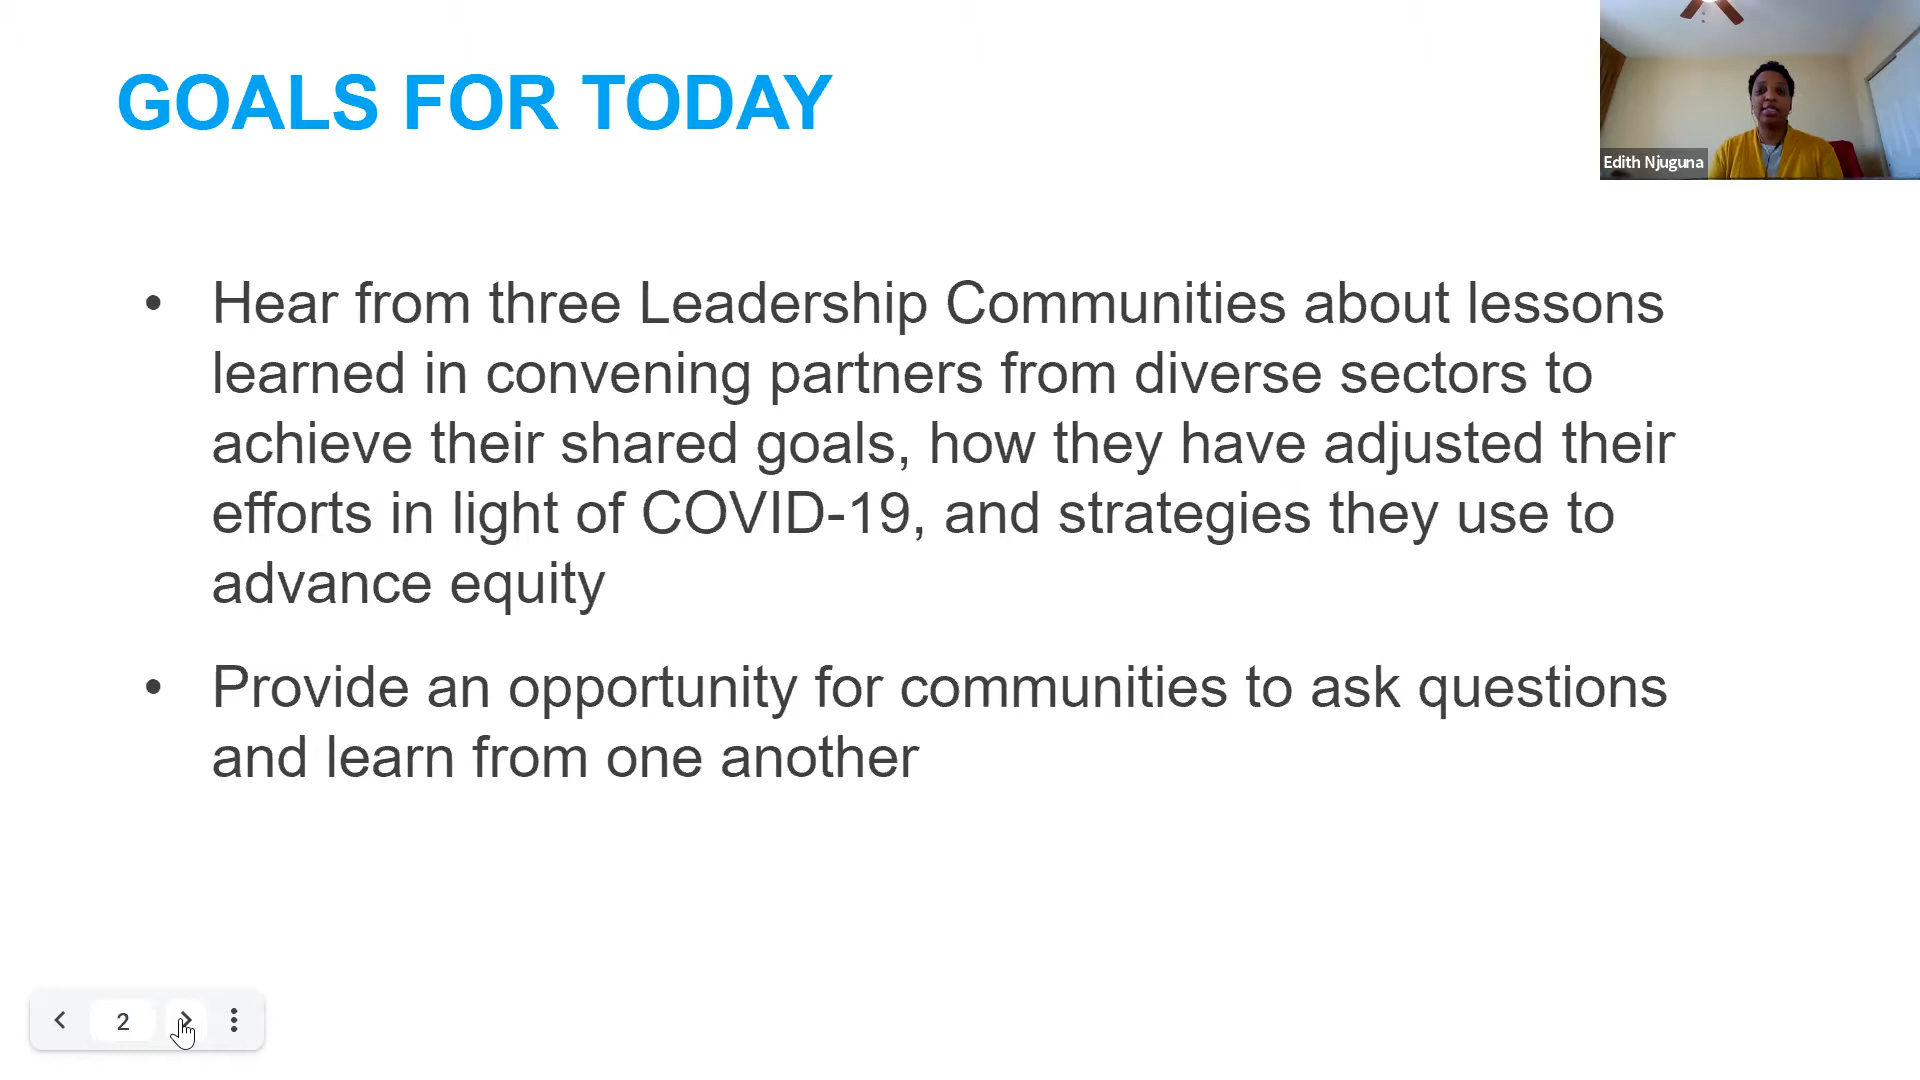 GOALS FOR TODAY
Edith Njuguna
• Hear from three Leadership Communities about lessons
learned in convening partners from diverse sectors to
achieve their shared goals, how they have adjusted their
efforts in light of COVID-19, and strategies they use to
advance equity
• Provide an opportunity for communities to ask questions
and learn from one another
2